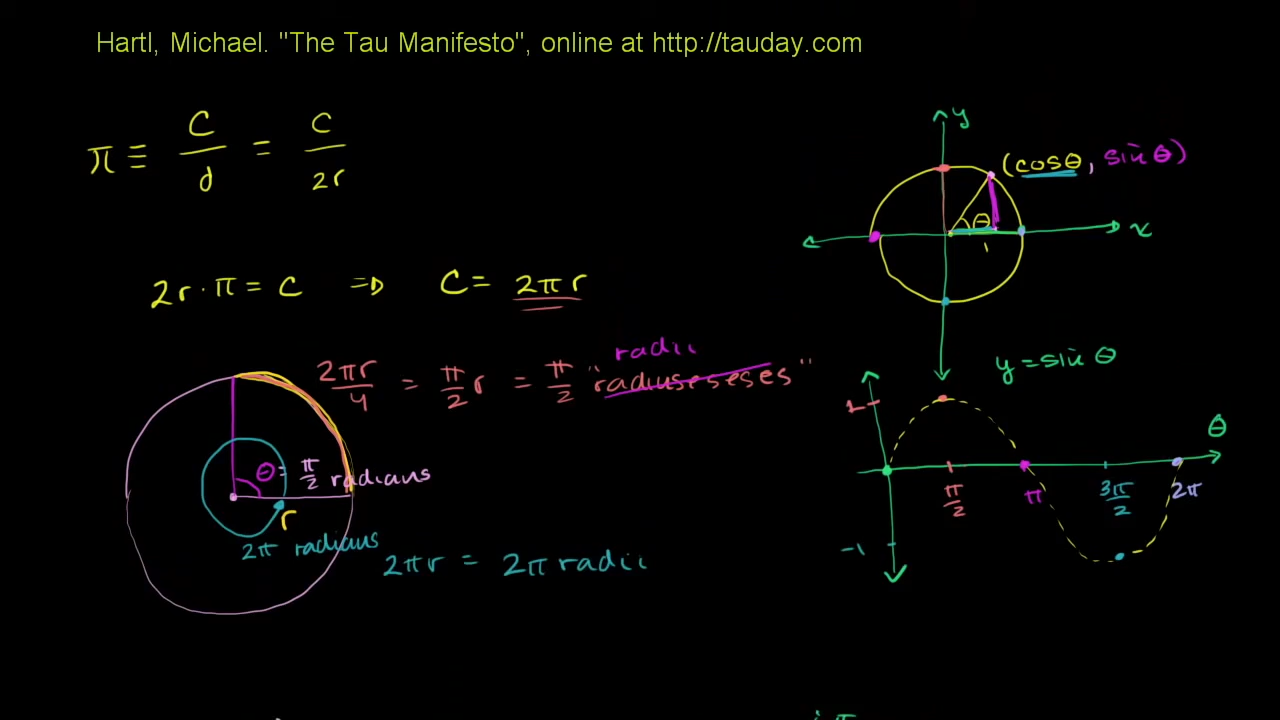 Hartl, Michael. "The Tau Manifesto", online at http://tauday.com
π ≡ C/d = C/2r
2r · π = C ⇒ C = 2πr
2πr/4 = π/2 r = π/2 "radiuseseses"
radii
θ = π/2 radians
r
2π radians
2πr = 2π radii
y
(cosθ, sinθ)
θ
1
x
y = sin θ
1
θ
π/2 π 3π/2 2π
-1